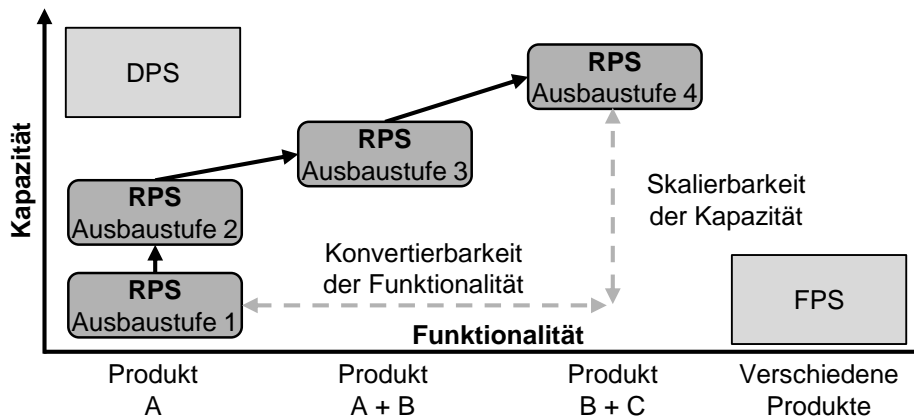 Kapazität
DPS
RPS
Ausbaustufe 4
RPS
Ausbaustufe 3
RPS
Ausbaustufe 2
Skalierbarkeit
der Kapazität
Konvertierbarkeit
der Funktionalität
RPS
Ausbaustufe 1
FPS
Funktionalität
Produkt
A
Produkt
A + B
Produkt
B + C
Verschiedene
Produkte